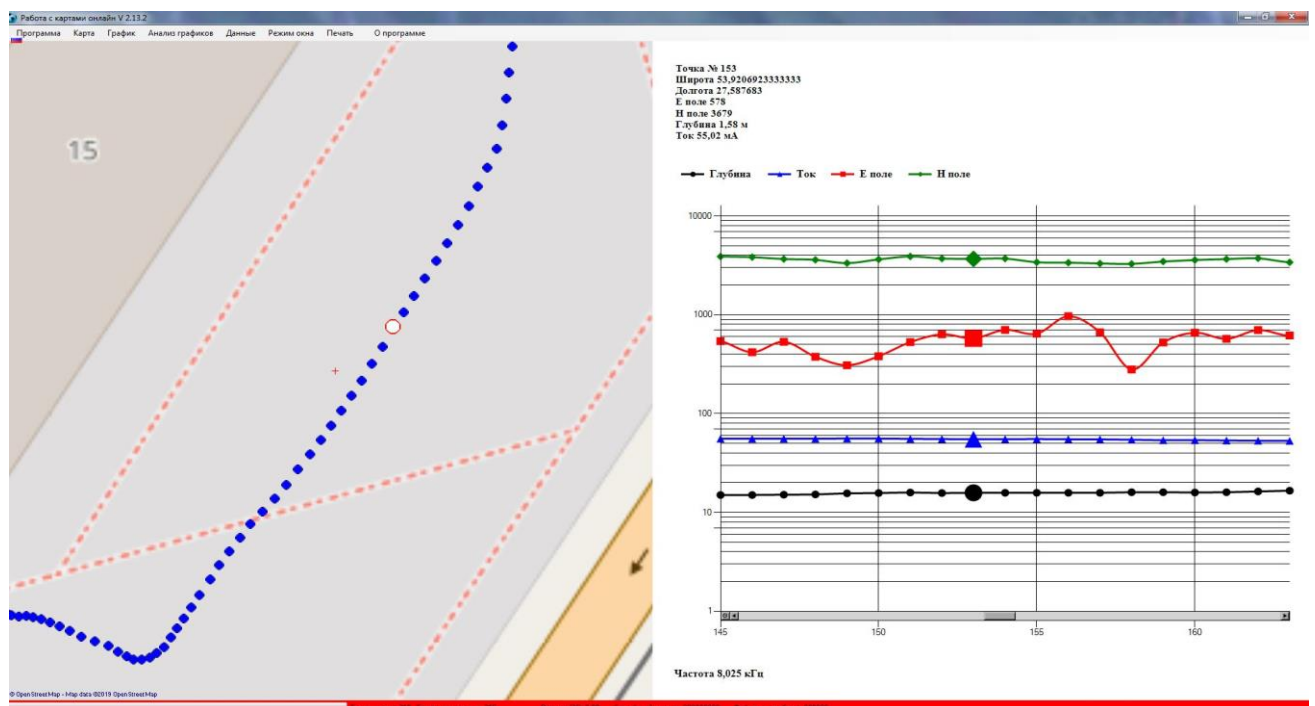 Работа с картами онлайн V 2.13.2
Программа Карта График Анализ графиков Данные Режим окна Печать О программе
15
© OpenStreetMap - Map data ©2019 OpenStreetMap
Точка № 153
Широта 53,9206923333333
Долгота 27,587683
E поле 578
H поле 3679
Глубина 1,58 м
Ток 55,02 мА
Глубина Ток E поле H поле
10000
1000
100
10
1
145 150 155 160
Частота 8,025 кГц